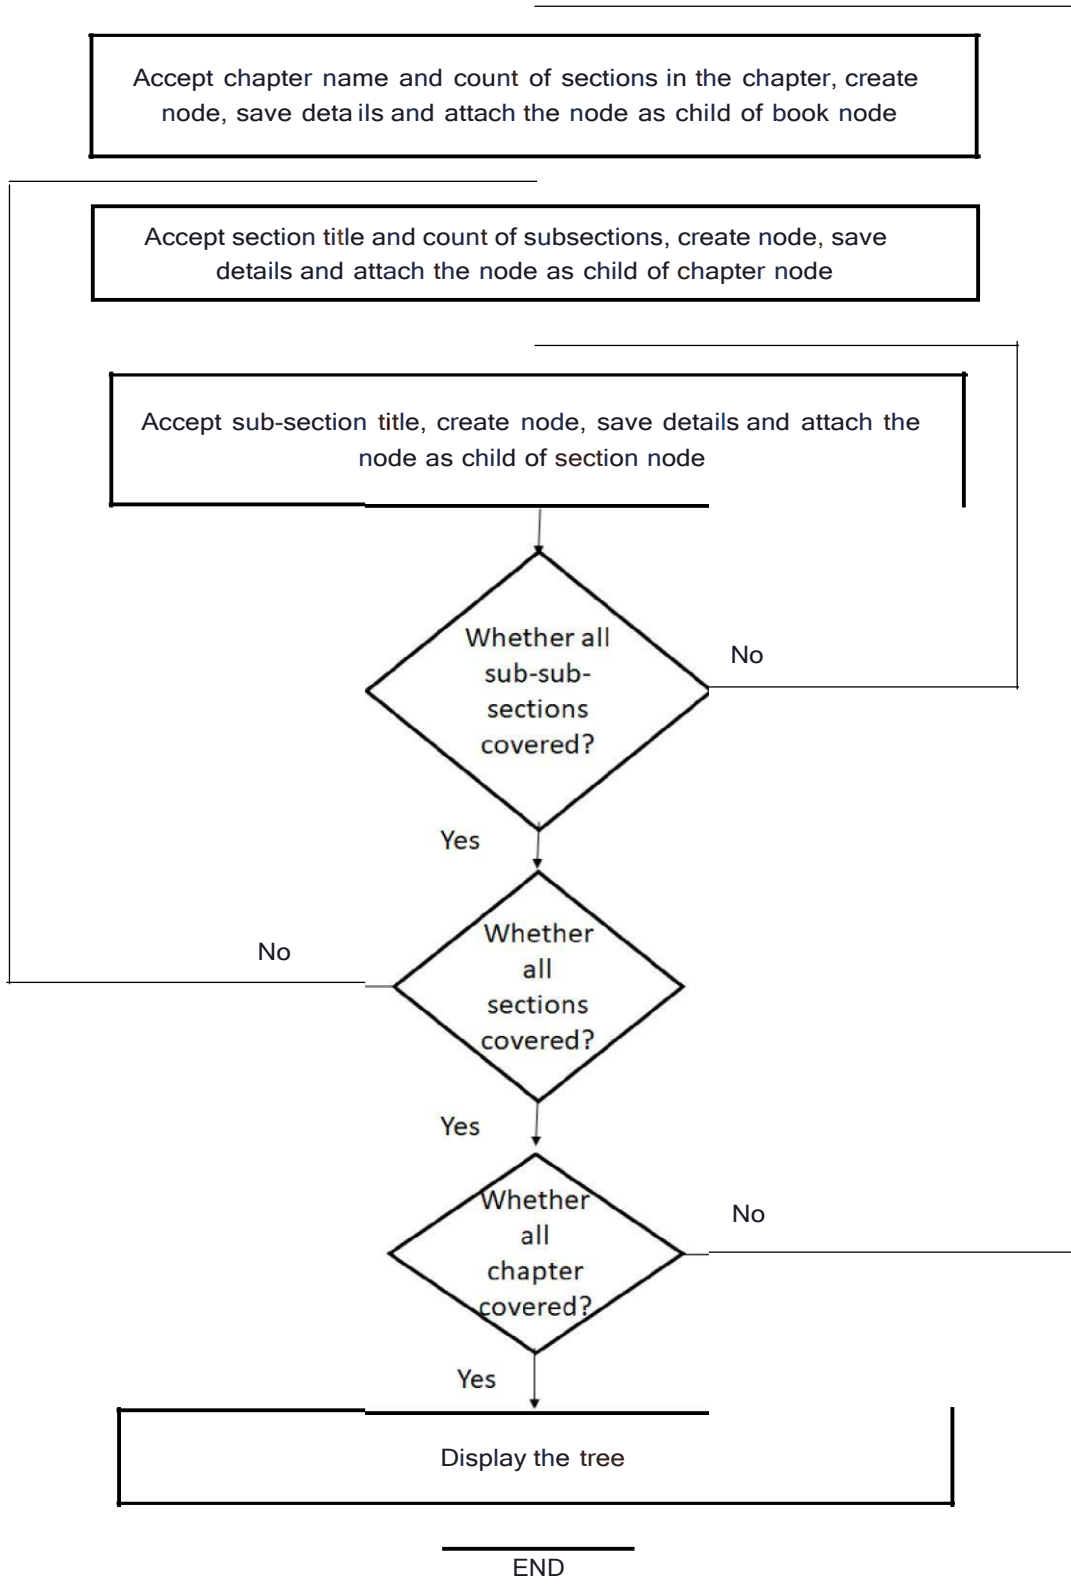 Accept chapter name and count of sections in the chapter, create
node, save deta ils and attach the node as child of book node
Accept section title and count of subsections, create node, save
details and attach the node as child of chapter node
Accept sub-section title, create node, save details and attach the
node as child of section node
Whether all
sub-sub-
sections
covered?
No
Yes
Whether
all
sections
covered?
No
Yes
Whether
all
chapter
covered?
No
Yes
Display the tree
END